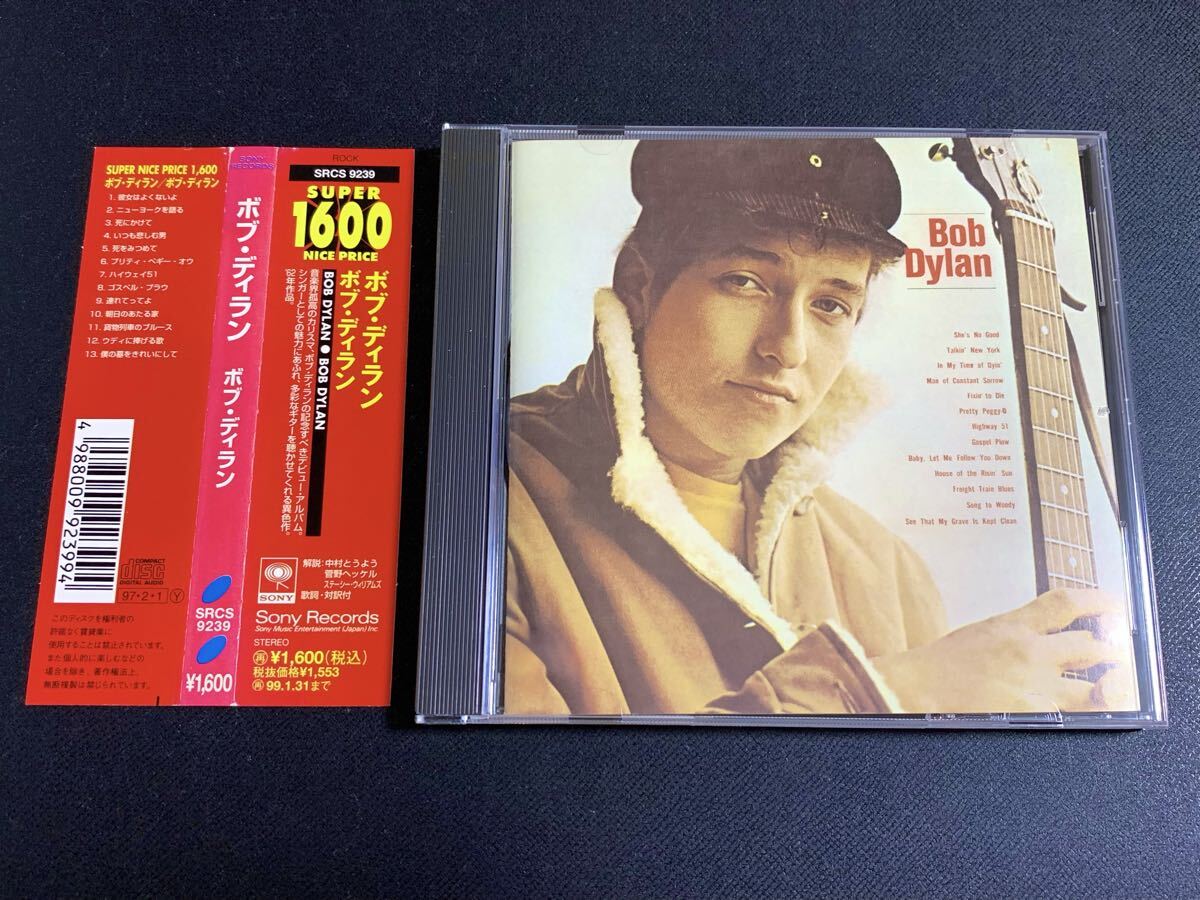 SUPER NICE PRICE 1,600
ボブ・ディラン/ボブ・ディラン
1. 彼女はよくないよ
2. ニューヨークを語る
3. 死にかけて
4. いつも悲しむ男
5. 死をみつめて
6. プリティ・ペギー・オウ
7. ハイウェイ51
8. ゴスペル・プラウ
9. 連れてってよ
10. 朝日のあたる家
11. 貨物列車のブルース
12. ウディに捧げる歌
13. 僕の墓をきれいにして
4 988009 923994
COMPACT
disc
DIGITAL AUDIO
97・2・1 Y
このディスクを権利者の
許諾なく賃貸業に
使用することは禁止されています。
また個人的に楽しむなどの
場合を除き、著作権法上、
無断複製は禁じられています。
SONY
RECORDS
ボブ・ディラン ボブ・ディラン
SRCS
9239
¥1,600
ROCK
SRCS 9239
SUPER
1600
NICE PRICE
ボブ・ディラン
ボブ・ディラン
BOB DYLAN ● BOB DYLAN
音楽界孤高のカリスマ、ボブ・ディランの記念すべきデビュー・アルバム。
シンガーとしての魅力にあふれ、多彩なギターを聴かせてくれる異色作。
'62年作品。
SONY
解説:中村とうよう
菅野ヘッケル
ステーシー・ウィリアムズ
歌詞・対訳付
Sony Records
Sony Music Entertainment (Japan) Inc.
STEREO
再 ¥1,600(税込)
税抜価格¥1,553
再 99.1.31まで
Bob
Dylan
She's No Good
Talkin' New York
In My Time of Dyin'
Man of Constant Sorrow
Fixin' to Die
Pretty Peggy-O
Highway 51
Gospel Plow
Baby, Let Me Follow You Down
House of the Risin' Sun
Freight Train Blues
Song to Woody
See That My Grave Is Kept Clean